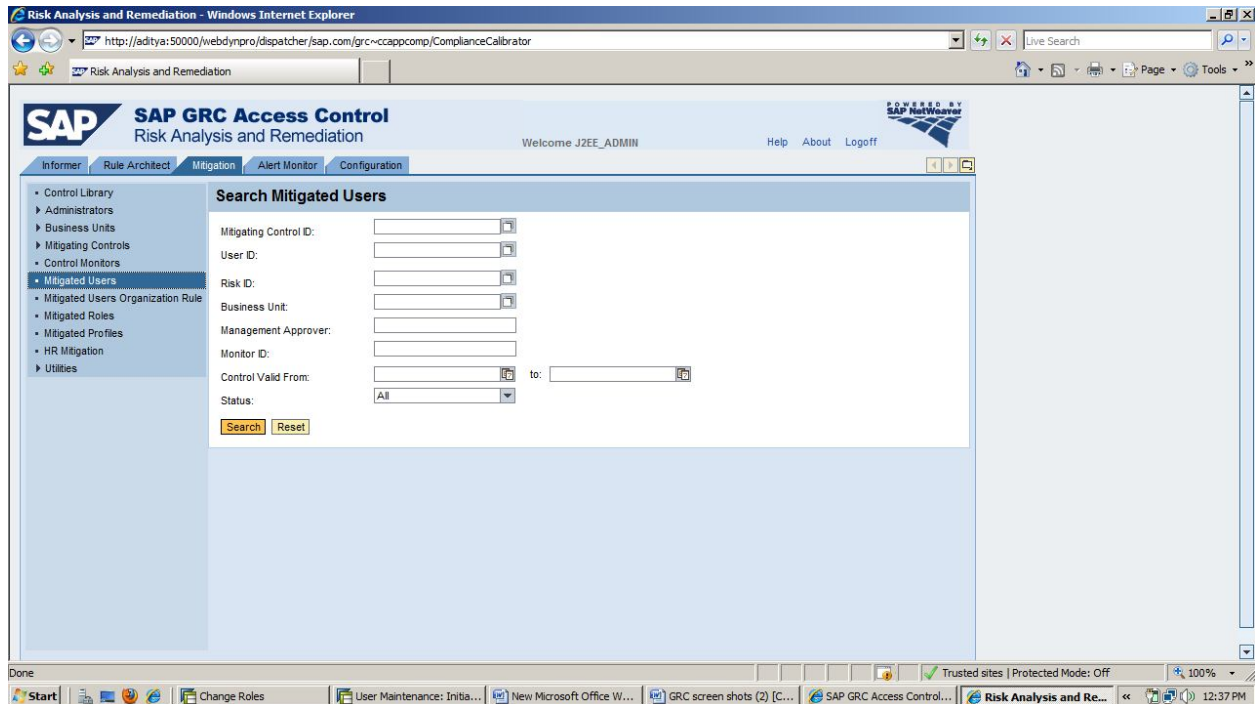 Risk Analysis and Remediation - Windows Internet Explorer
http://aditya:50000/webdynpro/dispatcher/sap.com/grc~ccappcomp/ComplianceCalibrator
Live Search
Risk Analysis and Remediation
Page
Tools
SAP
SAP GRC Access Control
Risk Analysis and Remediation
Welcome J2EE_ADMIN
Help About Logoff
POWERED BY
SAP NetWeaver
Informer Rule Architect Mitigation Alert Monitor Configuration
Control Library
Administrators
Business Units
Mitigating Controls
Control Monitors
Mitigated Users
Mitigated Users Organization Rule
Mitigated Roles
Mitigated Profiles
HR Mitigation
Utilities
Search Mitigated Users
Mitigating Control ID:
User ID:
Risk ID:
Business Unit:
Management Approver:
Monitor ID:
Control Valid From: to:
Status: All
Search Reset
Done
Trusted sites | Protected Mode: Off
100%
Start
Change Roles
User Maintenance: Initia...
New Microsoft Office W...
GRC screen shots (2) [C...
SAP GRC Access Control...
Risk Analysis and Re...
12:37 PM